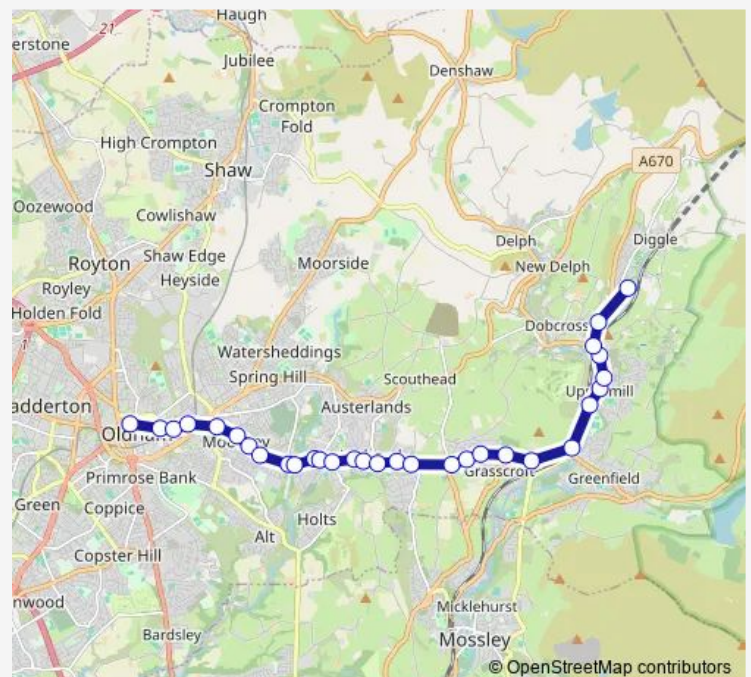 Haugh
21
erstone
Jubilee
Denshaw
Crompton
Fold
High Crompton
Shaw
A670
Oozewood
Cowlishaw
Delph
Diggle
Royton
Shaw Edge
Moorside
New Delph
Heyside
Royley
Holden Fold
Dobcross
1
Watersheddings
Spring Hill
Scouthead
adderton
Austerlands
Grasscroft
Primrose Bank
Greenfield
Green
Coppice
Holts
Alt
Copster Hill
nwood
Micklehurst
Bardsley
Mossley
© OpenStreetMap contributors